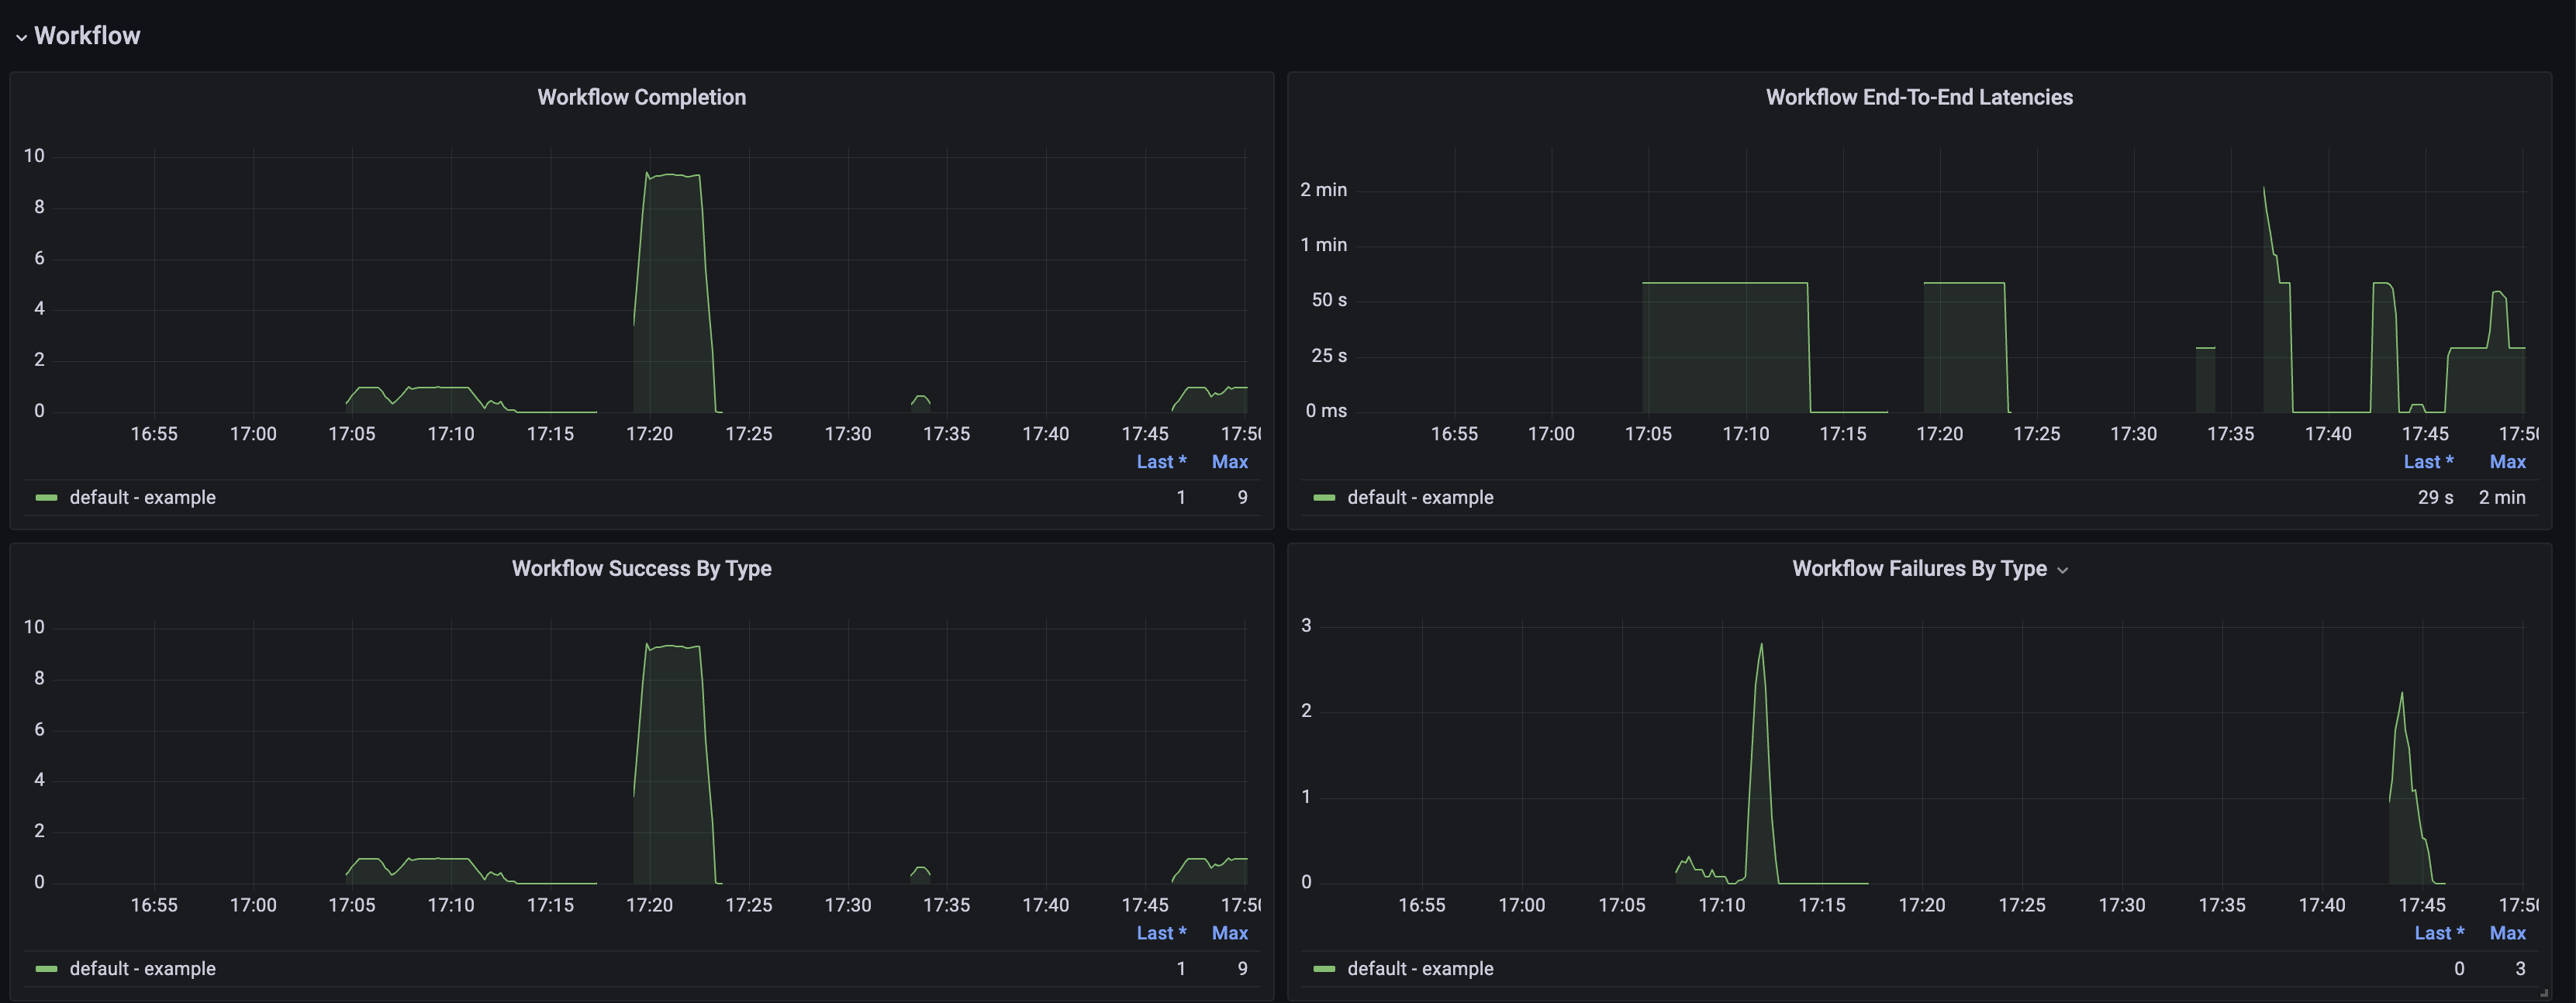 Workflow
Workflow Completion
10
8
6
4
2
0
16:55 17:00 17:05 17:10 17:15 17:20 17:25 17:30 17:35 17:40 17:45 17:50
Last * Max
default - example 1 9
Workflow End-To-End Latencies
2 min
1 min
50 s
25 s
0 ms
16:55 17:00 17:05 17:10 17:15 17:20 17:25 17:30 17:35 17:40 17:45 17:50
Last * Max
default - example 29 s 2 min
Workflow Success By Type
10
8
6
4
2
0
16:55 17:00 17:05 17:10 17:15 17:20 17:25 17:30 17:35 17:40 17:45 17:50
Last * Max
default - example 1 9
Workflow Failures By Type
3
2
1
0
16:55 17:00 17:05 17:10 17:15 17:20 17:25 17:30 17:35 17:40 17:45 17:50
Last * Max
default - example 0 3